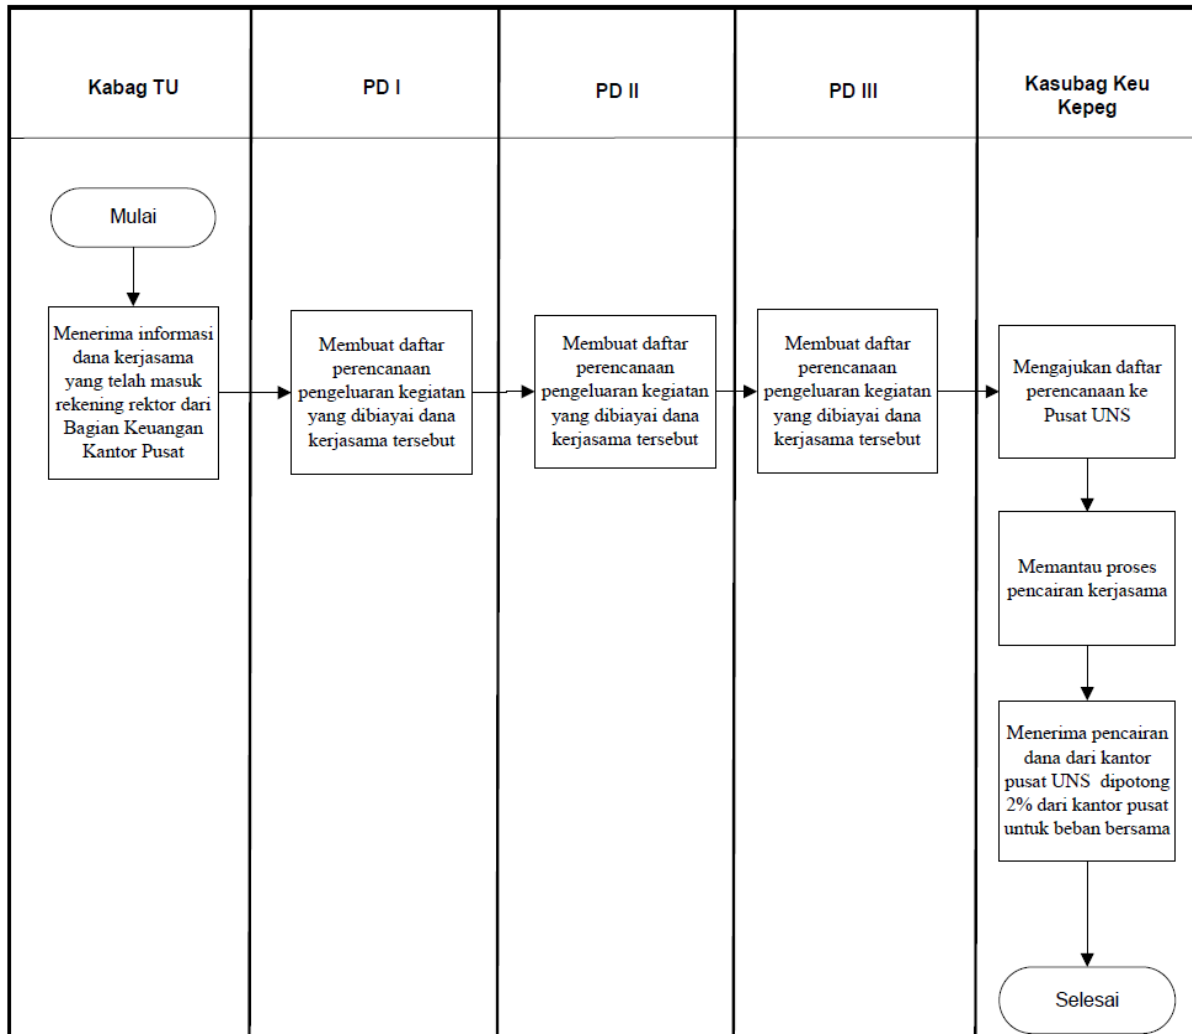 Kabag TU
PD I
PD II
PD III
Kasubag Keu
Kepeg
Mulai
Menerima informasi
dana kerjasama
yang telah masuk
rekening rektor dari
Bagian Keuangan
Kantor Pusat
Membuat daftar
perencanaan
pengeluran kegiatan
yang dibiayai dana
kerjasama tersebut
Membuat daftar
perencanaan
pengeluran kegiatan
yang dibiayai dana
kerjasama tersebut
Membuat daftar
perencanaan
pengeluran kegiatan
yang dibiayai dana
kerjasama tersebut
Mengajukan daftar
perencanaan ke
Pusat UNS
Memantau proses
pencairan kerjasama
Menerima pencairan
dana dari kantor
pusat UNS dipotong
2% dari kantor pusat
untuk beban bersama
Selesai